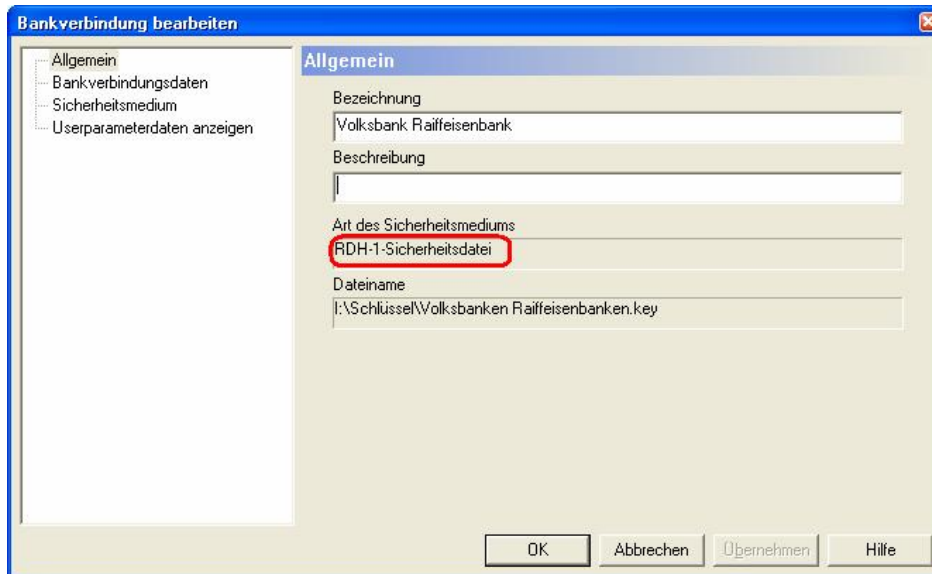 Bankverbindung bearbeiten
Allgemein
Bankverbindungsdaten
Sicherheitsmedium
Userparameterdaten anzeigen
Allgemein
Bezeichnung
Volksbank Raiffeisenbank
Beschreibung
Art des Sicherheitsmediums
RDH-1-Sicherheitsdatei
Dateiname
I:\Schlüssel\Volksbanken Raiffeisenbanken.key
OK Abbrechen Übernehmen Hilfe